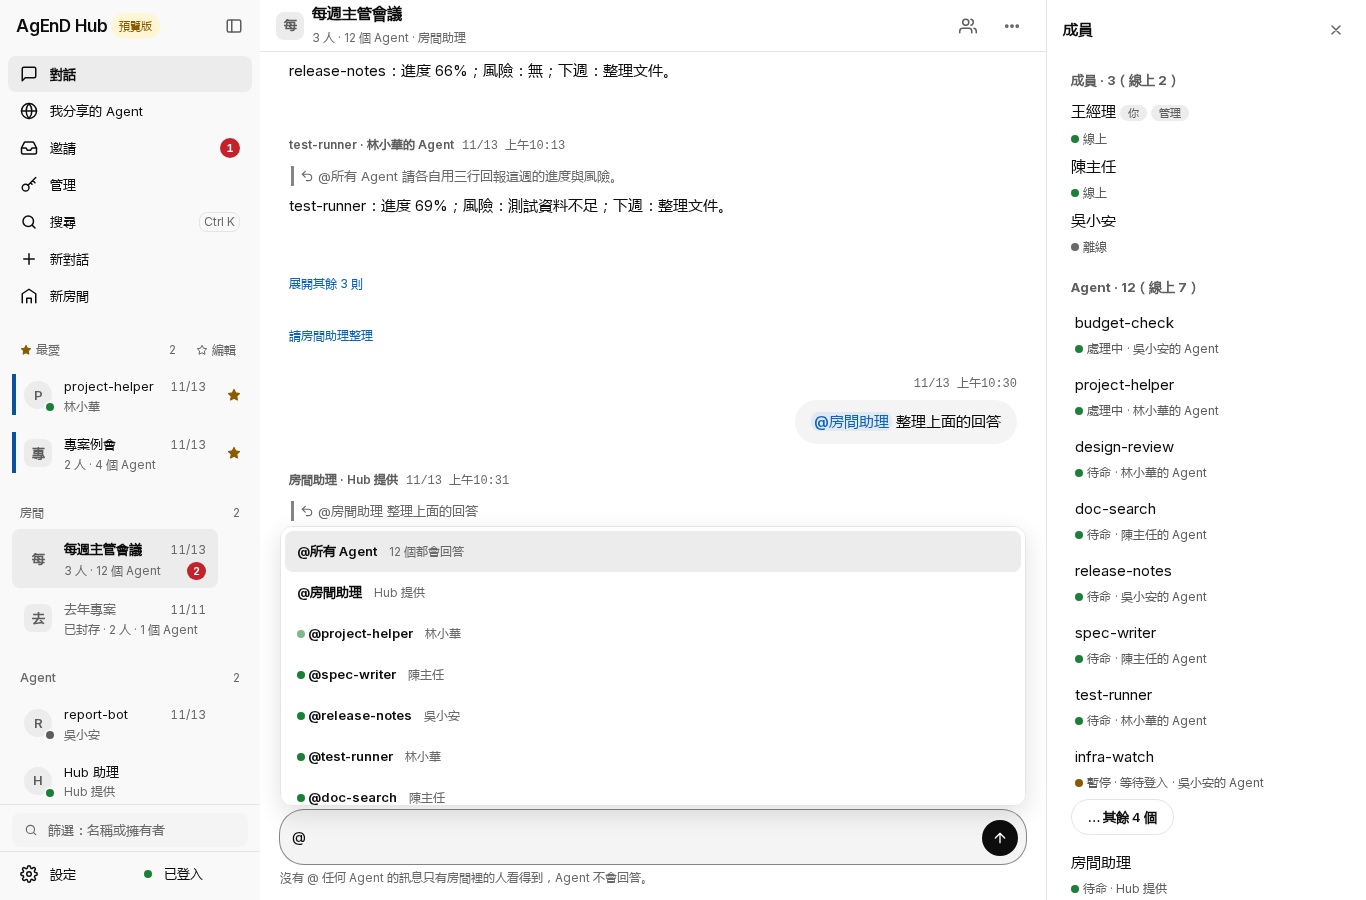 AgEnD Hub 預覽版
對話
我分享的 Agent
邀請 1
管理
搜尋 Ctrl K
新對話
新房間
最愛 2 編輯
P project-helper 11/13
林小華
專 專案例會 11/13
2 人 · 4 個 Agent
房間 2
每 每週主管會議 11/13
3 人 · 12 個 Agent 2
去 去年專案 11/11
已封存 · 2 人 · 1 個 Agent
Agent 2
R report-bot 11/13
吳小安
H Hub 助理
Hub 提供
篩選：名稱或擁有者
設定 已登入
每 每週主管會議
3 人 · 12 個 Agent · 房間助理
release-notes：進度 66%；風險：無；下週：整理文件。
test-runner · 林小華的 Agent 11/13 上午10:13
@所有 Agent 請各自用三行回報這週的進度與風險。
test-runner：進度 69%；風險：測試資料不足；下週：整理文件。
展開其餘 3 則
請房間助理整理
11/13 上午10:30
@房間助理 整理上面的回答
房間助理 · Hub 提供 11/13 上午10:31
@房間助理 整理上面的回答
@所有 Agent 12 個都會回答
@房間助理 Hub 提供
@project-helper 林小華
@spec-writer 陳主任
@release-notes 吳小安
@test-runner 林小華
@doc-search 陳主任
@
沒有 @ 任何 Agent 的訊息只有房間裡的人看得到，Agent 不會回答。
成員
成員 · 3（線上 2）
王經理 你 管理
線上
陳主任
線上
吳小安
離線
Agent · 12（線上 7）
budget-check
處理中 · 吳小安的 Agent
project-helper
處理中 · 林小華的 Agent
design-review
待命 · 林小華的 Agent
doc-search
待命 · 陳主任的 Agent
release-notes
待命 · 吳小安的 Agent
spec-writer
待命 · 陳主任的 Agent
test-runner
待命 · 林小華的 Agent
infra-watch
暫停 · 等待登入 · 吳小安的 Agent
… 其餘 4 個
房間助理
待命 · Hub 提供